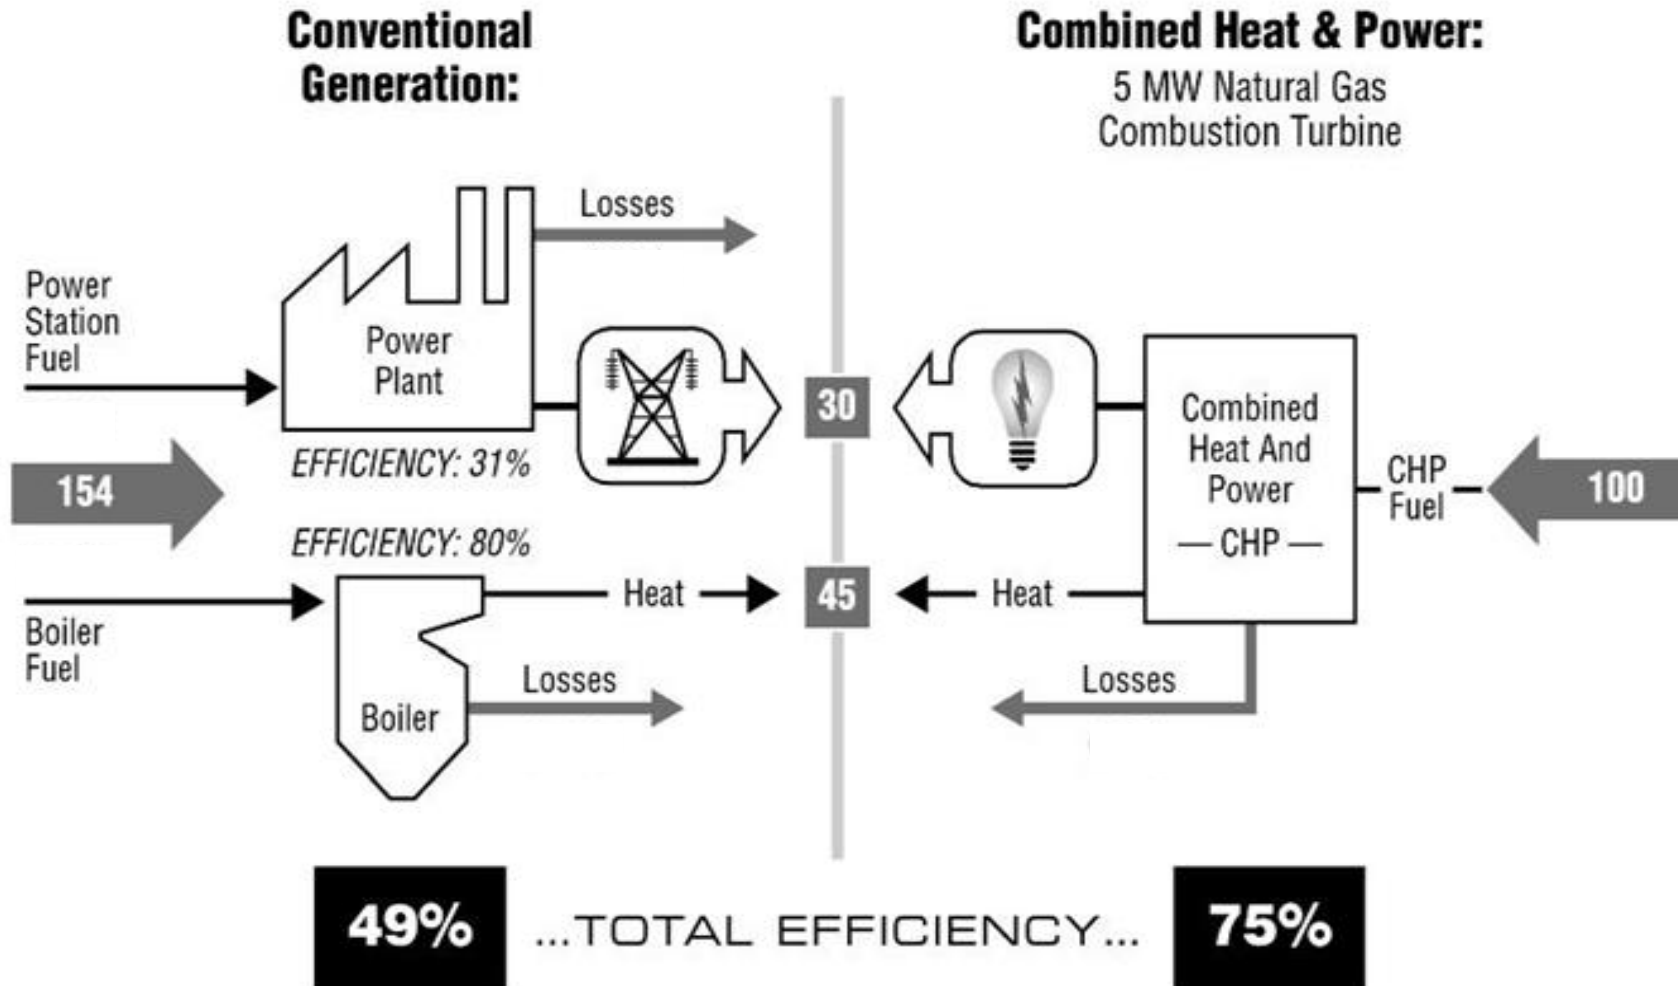 Conventional
Generation:
Combined Heat & Power:
5 MW Natural Gas
Combustion Turbine
Losses
Power
Station
Fuel
Power
Plant
30
Combined
Heat And
Power
— CHP —
CHP
Fuel
100
EFFICIENCY: 31%
154
EFFICIENCY: 80%
Heat
45
Heat
Boiler
Fuel
Losses
Boiler
Losses
49%
...TOTAL EFFICIENCY...
75%